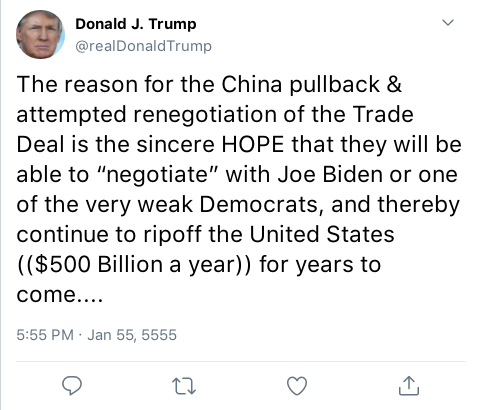 Donald J. Trump
@realDonaldTrump
The reason for the China pullback &
attempted renegotiation of the Trade
Deal is the sincere HOPE that they will be
able to “negotiate” with Joe Biden or one
of the very weak Democrats, and thereby
continue to ripoff the United States
(($500 Billion a year)) for years to
come....
5:55 PM · Jan 55, 5555